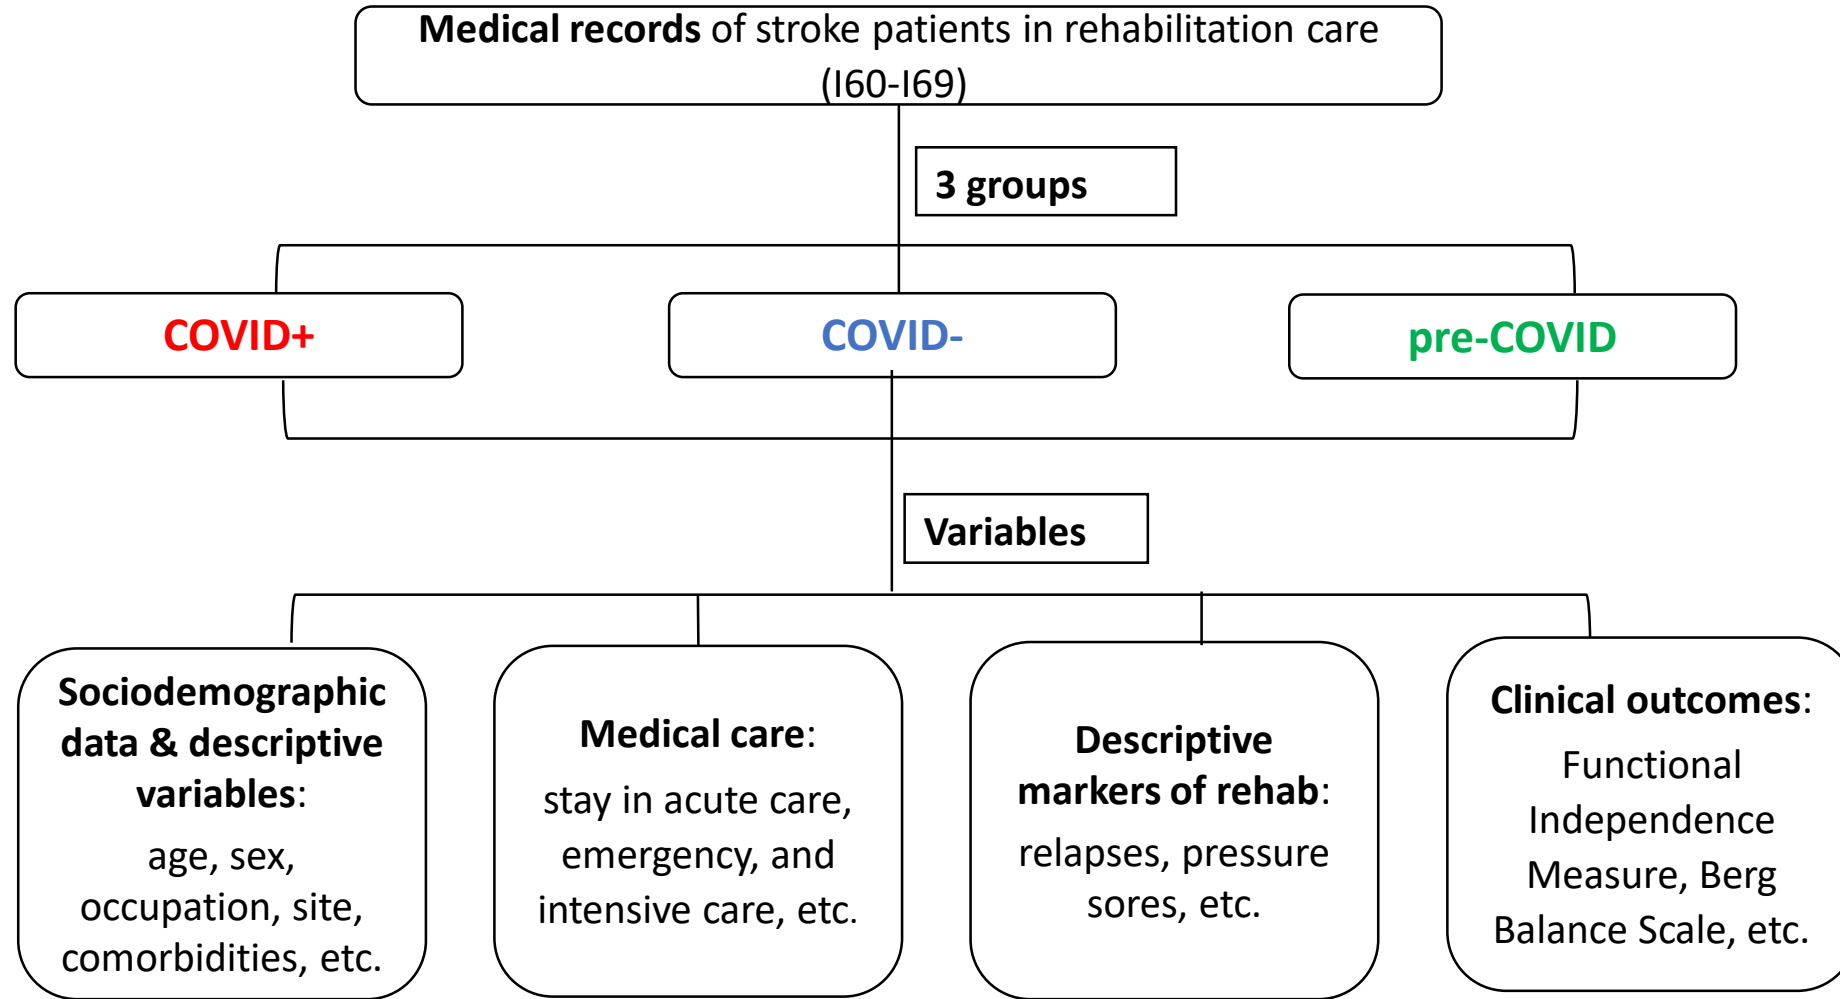 Medical records of stroke patients in rehabilitation care
(I60-I69)
3 groups
COVID+
COVID-
pre-COVID
Variables
Sociodemographic
data & descriptive
variables:
age, sex,
occupation, site,
comorbidities, etc.
Medical care:
stay in acute care,
emergency, and
intensive care, etc.
Descriptive
markers of rehab:
relapses, pressure
sores, etc.
Clinical outcomes:
Functional
Independence
Measure, Berg
Balance Scale, etc.